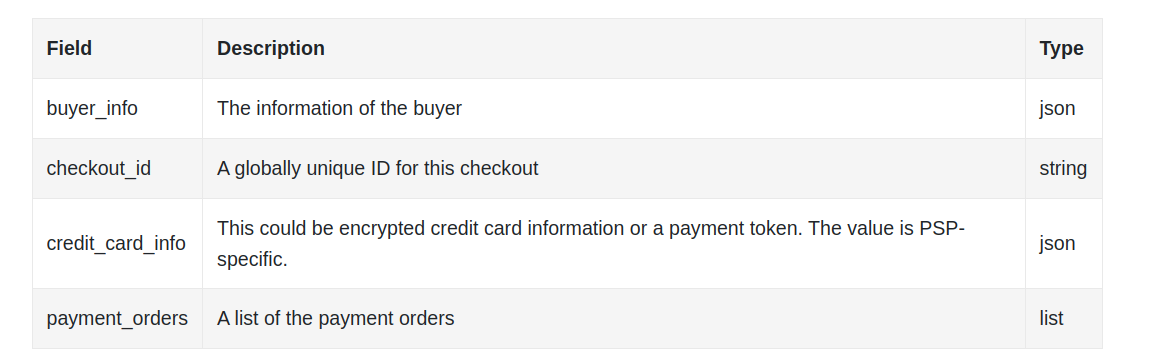 Field Description Type
buyer_info The information of the buyer json
checkout_id A globally unique ID for this checkout string
credit_card_info This could be encrypted credit card information or a payment token. The value is PSP-
specific. json
payment_orders A list of the payment orders list